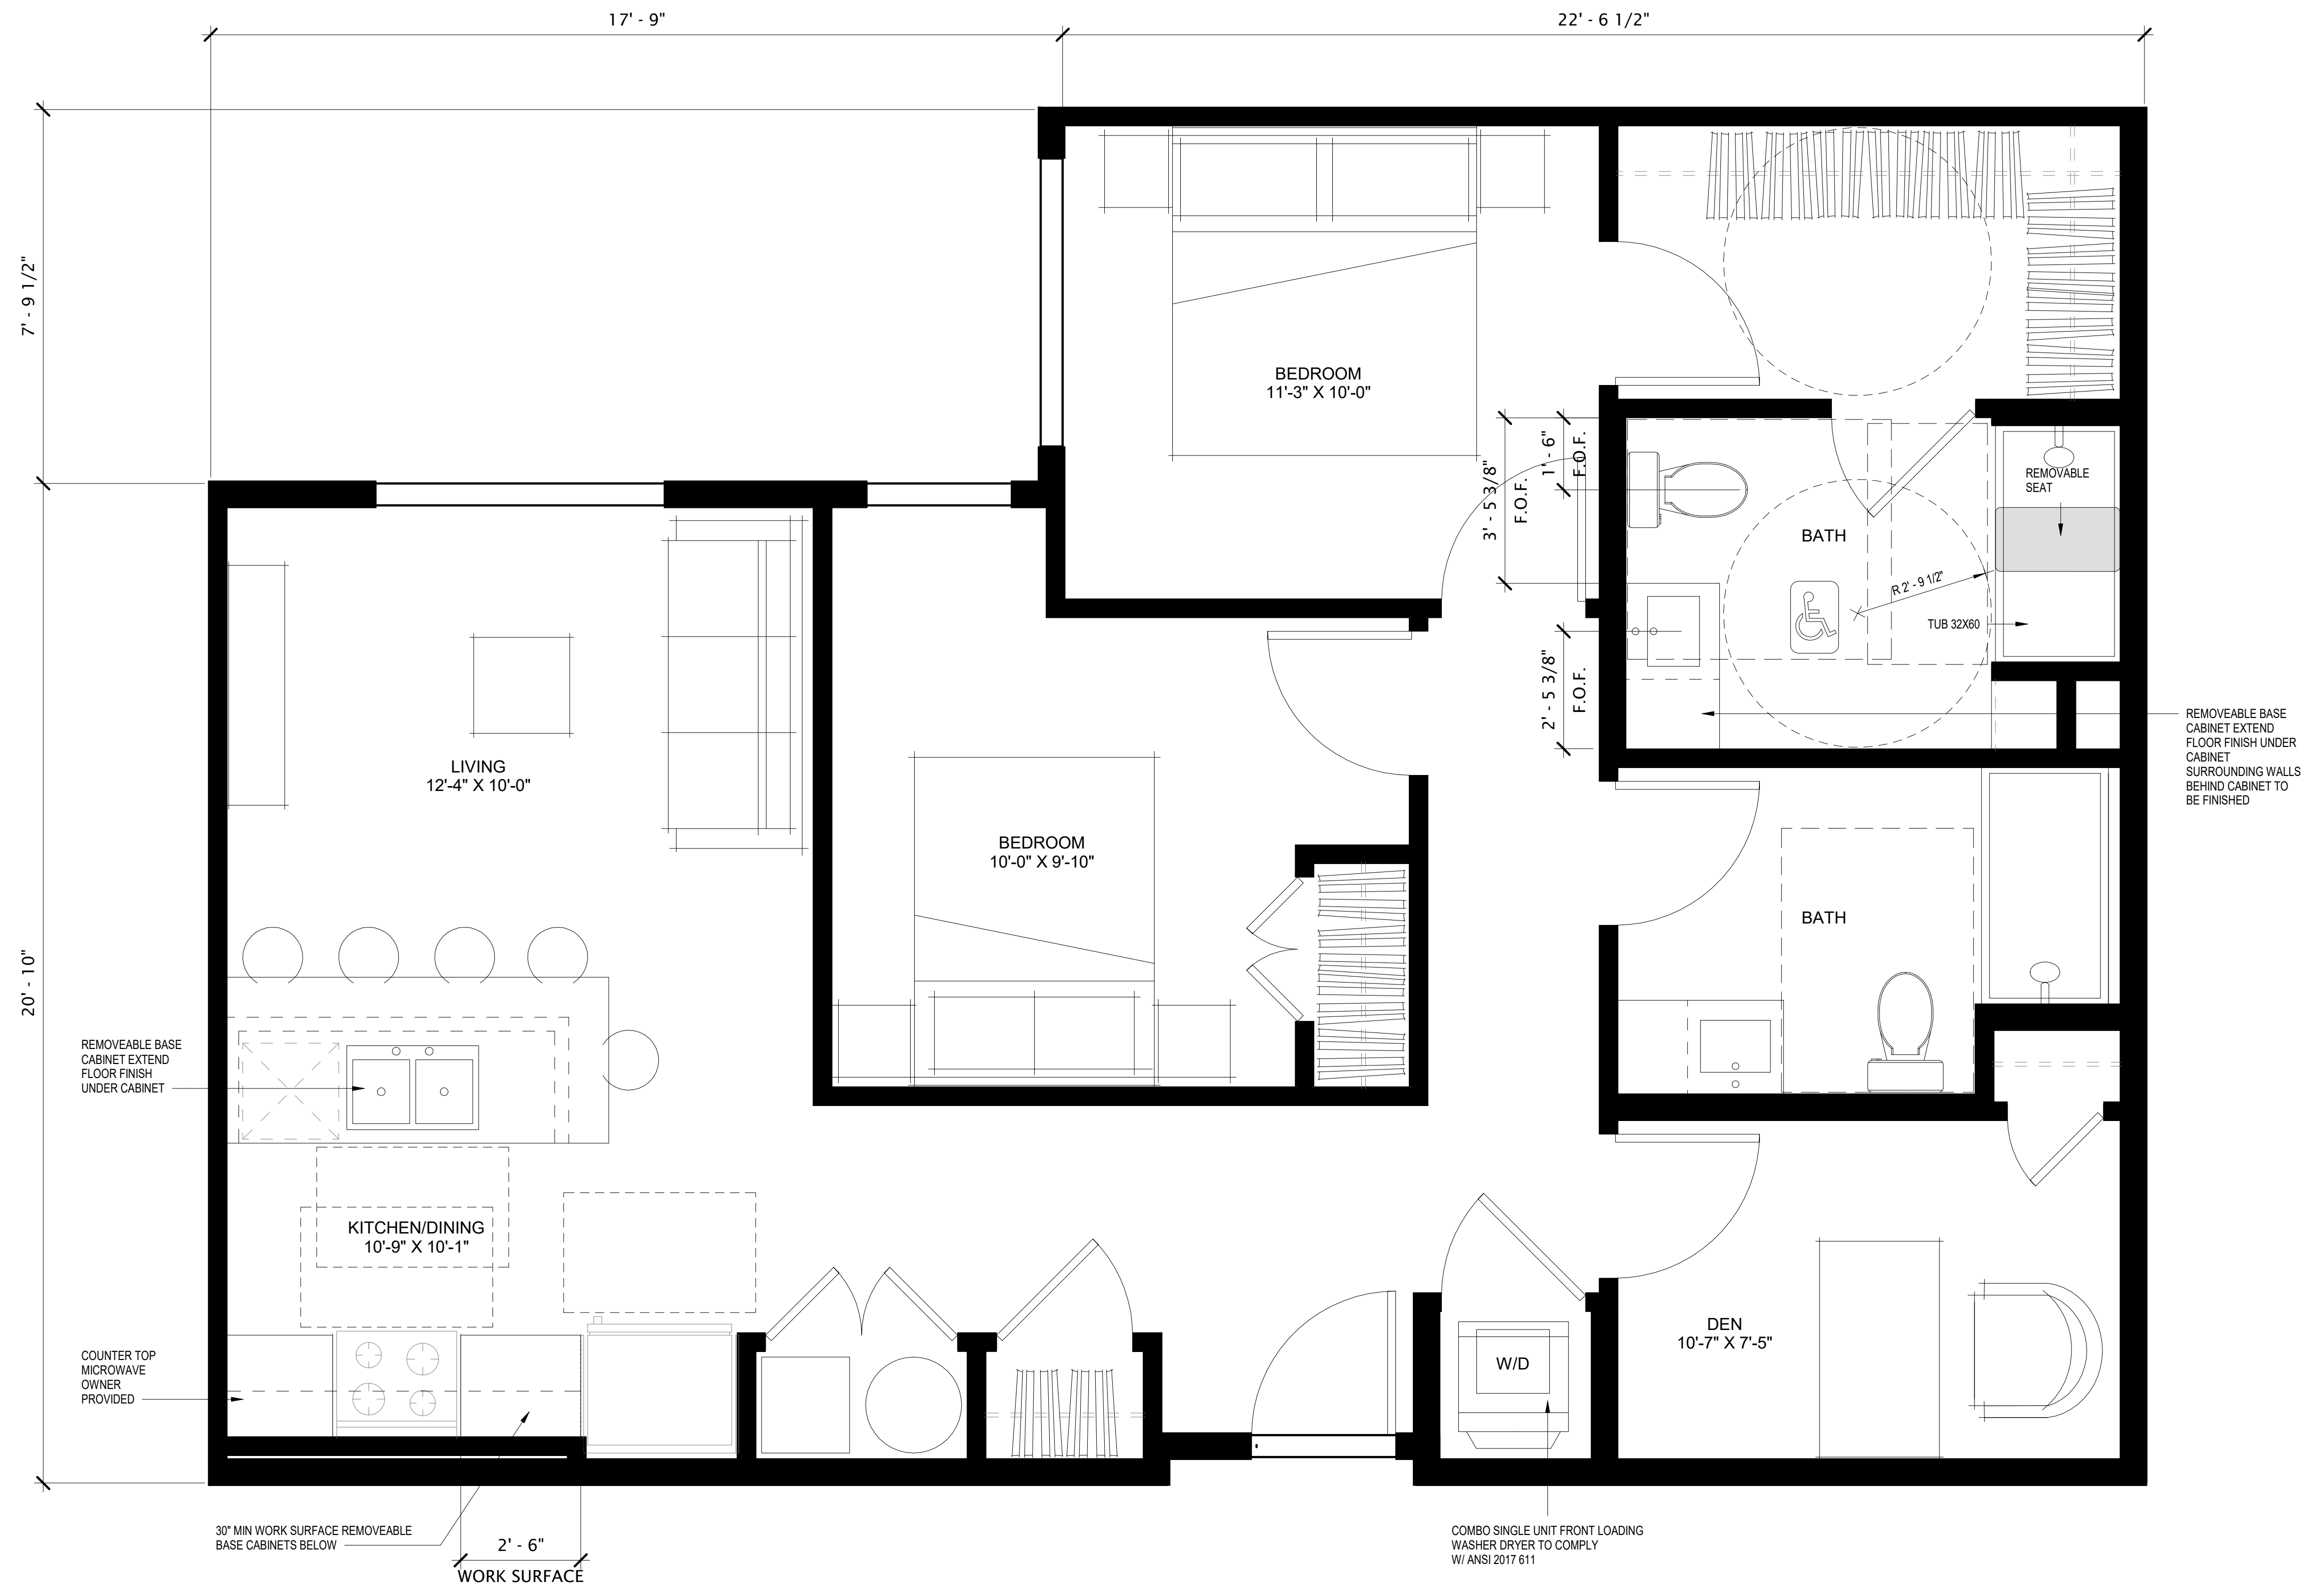 17' - 9"
22' - 6 1/2"
7' - 9 1/2"
20' - 10"
BEDROOM
11'-3" X 10'-0"
1' - 6"
F.O.F.
3' - 5 3/8"
F.O.F.
2' - 5 3/8"
F.O.F.
REMOVABLE
SEAT
BATH
R 2' - 9 1/2"
TUB 32X60
REMOVEABLE BASE
CABINET EXTEND
FLOOR FINISH UNDER
CABINET
SURROUNDING WALLS
BEHIND CABINET TO
BE FINISHED
LIVING
12'-4" X 10'-0"
BEDROOM
10'-0" X 9'-10"
BATH
REMOVEABLE BASE
CABINET EXTEND
FLOOR FINISH
UNDER CABINET
KITCHEN/DINING
10'-9" X 10'-1"
DEN
10'-7" X 7'-5"
W/D
COUNTER TOP
MICROWAVE
OWNER
PROVIDED
30" MIN WORK SURFACE REMOVEABLE
BASE CABINETS BELOW
2' - 6"
WORK SURFACE
COMBO SINGLE UNIT FRONT LOADING
WASHER DRYER TO COMPLY
W/ ANSI 2017 611